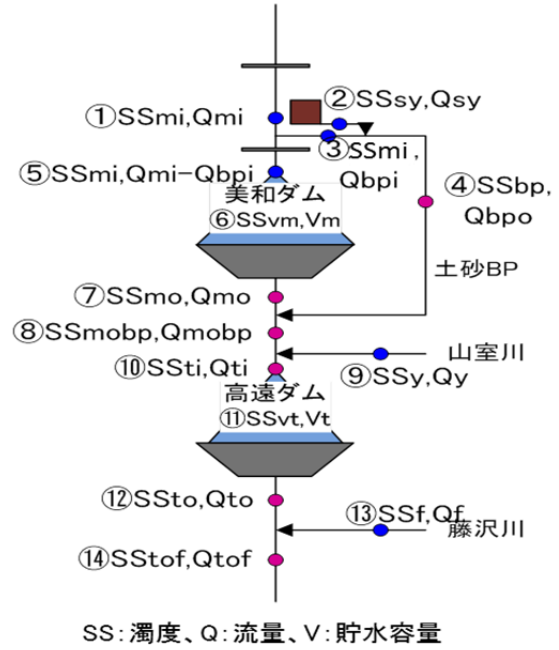 ①SSmi,Qmi
②SSsy,Qsy
③SSmi,
Qbpi
④SSbp,
Qbpo
⑤SSmi,Qmi−Qbpi
美和ダム
⑥SSvm,Vm
土砂BP
⑦SSmo,Qmo
⑧SSmobp,Qmobp
山室川
⑨SSy,Qy
⑩SSti,Qti
高遠ダム
⑪SSvt,Vt
⑫SSto,Qto
⑬SSf,Qf
藤沢川
⑭SStof,Qtof
SS:濁度、Q:流量、V:貯水容量